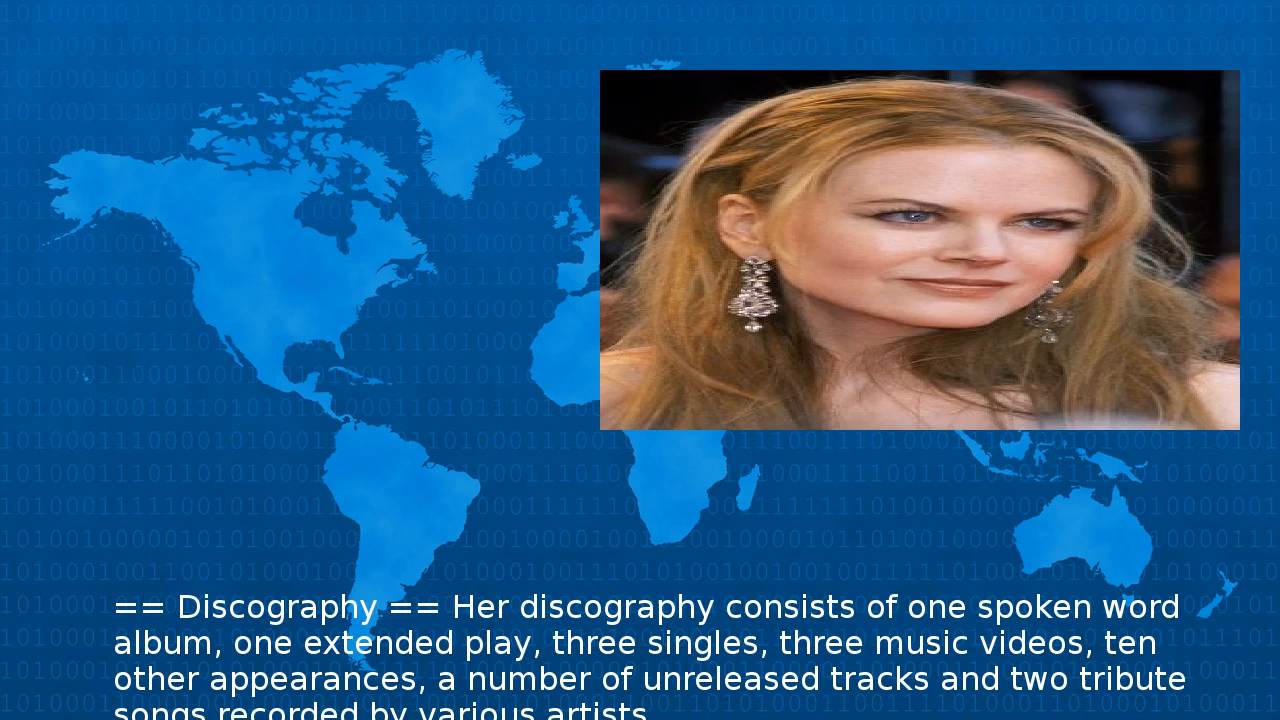 == Discography == Her discography consists of one spoken word
album, one extended play, three singles, three music videos, ten
other appearances, a number of unreleased tracks and two tribute
songs recorded by various artists